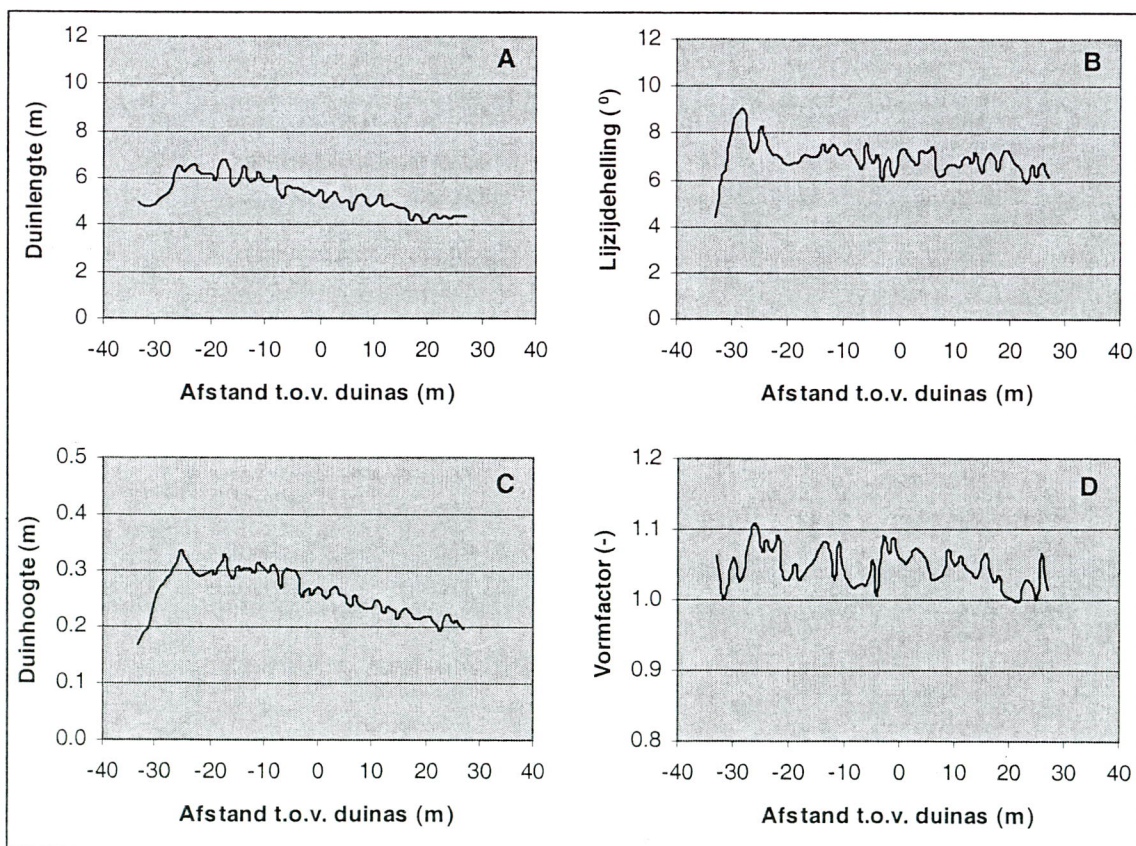 A
Duinlengte (m)
12
10
8
6
4
2
0
-40 -30 -20 -10 0 10 20 30 40
Afstand t.o.v. duinas (m)
B
Lijzijdehelling (⁰)
12
10
8
6
4
2
0
-40 -30 -20 -10 0 10 20 30 40
Afstand t.o.v. duinas (m)
C
Duinhoogte (m)
0.5
0.4
0.3
0.2
0.1
0.0
-40 -30 -20 -10 0 10 20 30 40
Afstand t.o.v. duinas (m)
D
Vormfactor (-)
1.2
1.1
1.0
0.9
0.8
-40 -30 -20 -10 0 10 20 30 40
Afstand t.o.v. duinas (m)